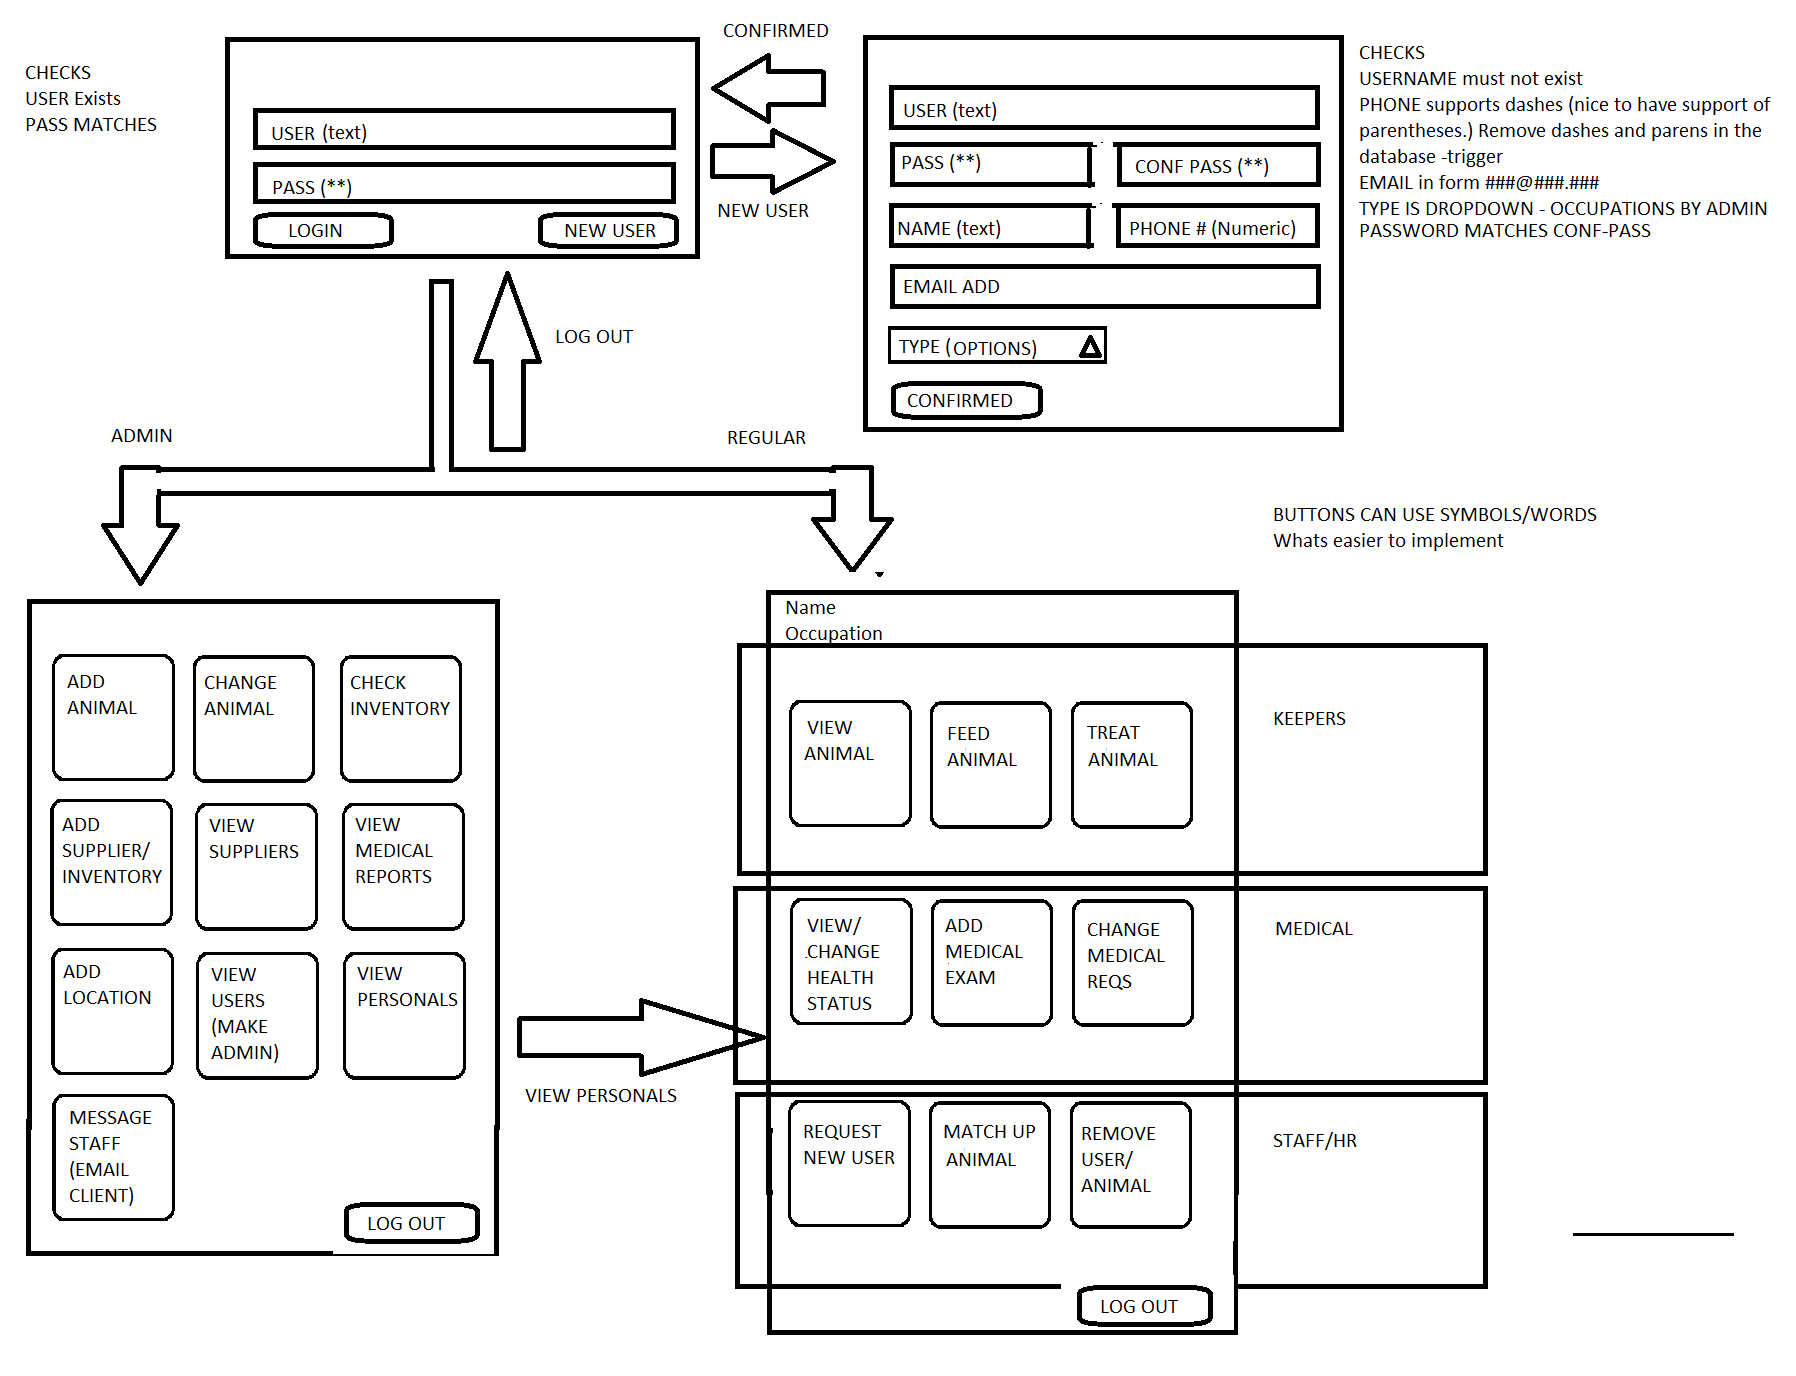 CHECKS
USER Exists
PASS MATCHES
USER (text)
PASS (**)
LOGIN
NEW USER
CONFIRMED
NEW USER
USER (text)
PASS (**)
CONF PASS (**)
NAME (text)
PHONE # (Numeric)
EMAIL ADD
TYPE (OPTIONS)
CONFIRMED
CHECKS
USERNAME must not exist
PHONE supports dashes (nice to have support of
parentheses.) Remove dashes and parens in the
database -trigger
EMAIL in form ###@###.###
TYPE IS DROPDOWN - OCCUPATIONS BY ADMIN
PASSWORD MATCHES CONF-PASS
LOG OUT
ADMIN
REGULAR
BUTTONS CAN USE SYMBOLS/WORDS
Whats easier to implement
ADD
ANIMAL
CHANGE
ANIMAL
CHECK
INVENTORY
ADD
SUPPLIER/
INVENTORY
VIEW
SUPPLIERS
VIEW
MEDICAL
REPORTS
ADD
LOCATION
VIEW
USERS
(MAKE
ADMIN)
VIEW
PERSONALS
MESSAGE
STAFF
(EMAIL
CLIENT)
LOG OUT
VIEW PERSONALS
Name
Occupation
VIEW
ANIMAL
FEED
ANIMAL
TREAT
ANIMAL
KEEPERS
VIEW/
CHANGE
HEALTH
STATUS
ADD
MEDICAL
EXAM
CHANGE
MEDICAL
REQS
MEDICAL
REQUEST
NEW USER
MATCH UP
ANIMAL
REMOVE
USER/
ANIMAL
STAFF/HR
LOG OUT